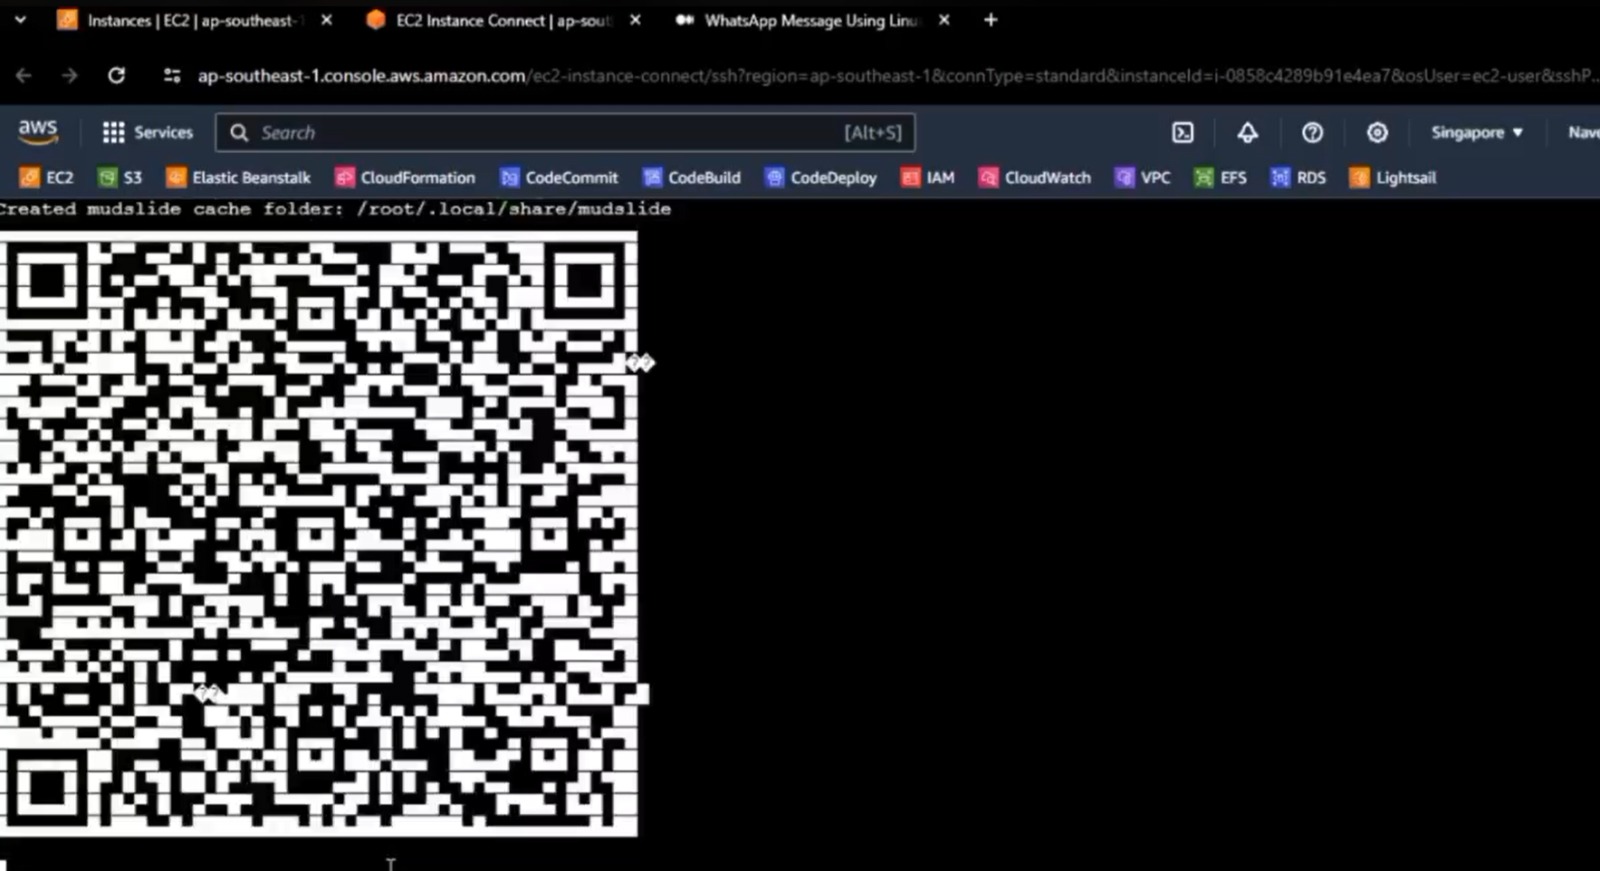 Instances | EC2 | ap-southeast-1
EC2 Instance Connect | ap-sout
WhatsApp Message Using Linu
ap-southeast-1.console.aws.amazon.com/ec2-instance-connect/ssh?region=ap-southeast-1&connType=standard&instanceId=i-0858c4289b91e4ea7&osUser=ec2-user&sshP...
aws
Services
Search
[Alt+S]
Singapore
Nave
EC2
S3
Elastic Beanstalk
CloudFormation
CodeCommit
CodeBuild
CodeDeploy
IAM
CloudWatch
VPC
EFS
RDS
Lightsail
Created mudslide cache folder: /root/.local/share/mudslide